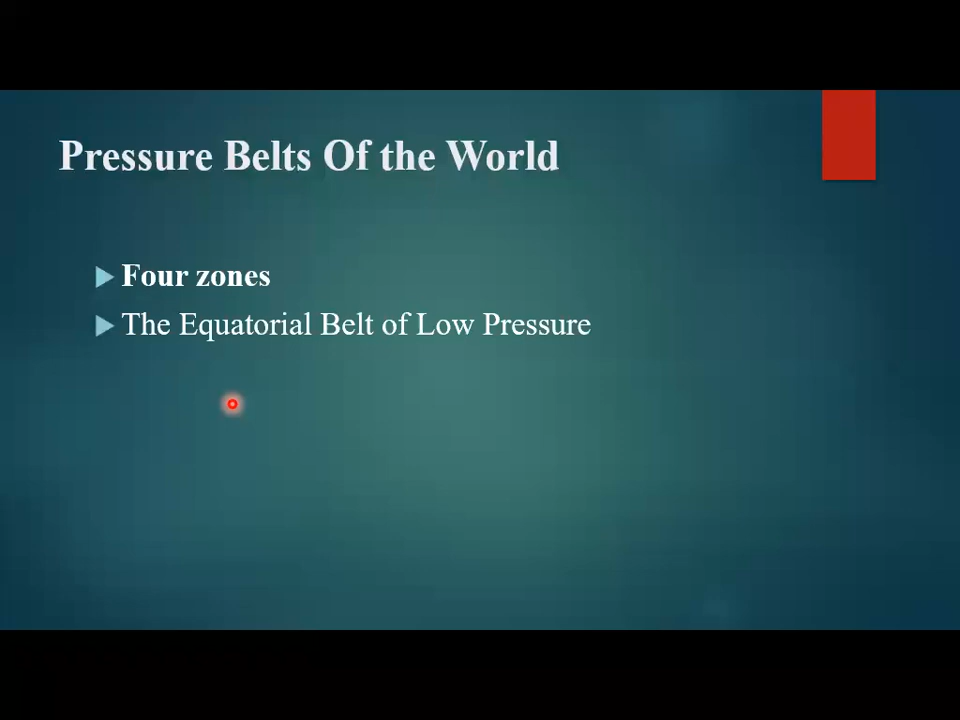 Pressure Belts Of the World
Four zones
The Equatorial Belt of Low Pressure